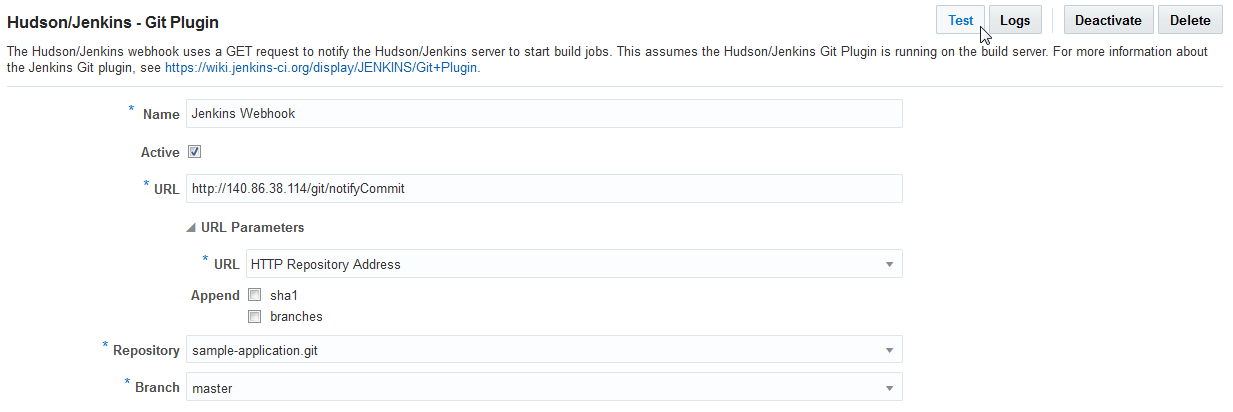 Hudson/Jenkins - Git Plugin
Test Logs Deactivate Delete
The Hudson/Jenkins webhook uses a GET request to notify the Hudson/Jenkins server to start build jobs. This assumes the Hudson/Jenkins Git Plugin is running on the build server. For more information about
the Jenkins Git plugin, see https://wiki.jenkins-ci.org/display/JENKINS/Git+Plugin.
* Name Jenkins Webhook
Active
* URL http://140.86.38.114/git/notifyCommit
URL Parameters
* URL HTTP Repository Address
Append sha1
branches
* Repository sample-application.git
* Branch master